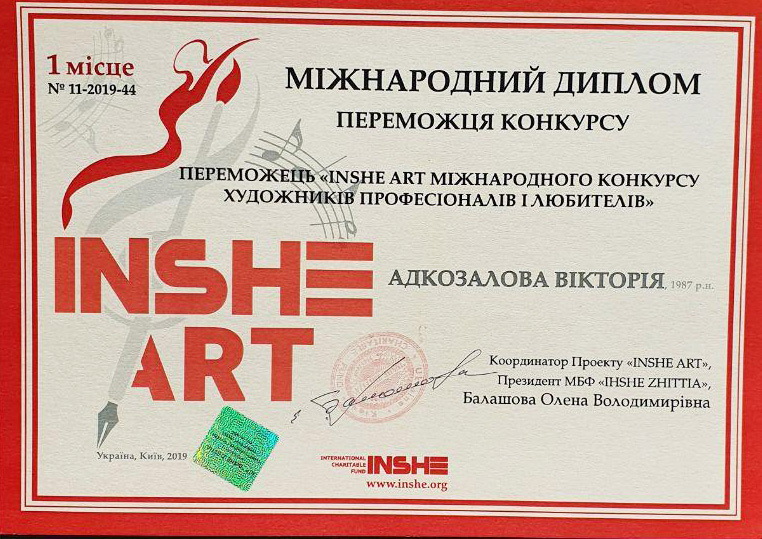 1 місце
№ 11-2019-44
МІЖНАРОДНИЙ ДИПЛОМ
ПЕРЕМОЖЦЯ КОНКУРСУ
ПЕРЕМОЖЕЦЬ «INSHE ART МІЖНАРОДНОГО КОНКУРСУ
ХУДОЖНИКІВ ПРОФЕСІОНАЛІВ І ЛЮБИТЕЛІВ»
INSHE
ART
АДКОЗАЛОВА ВІКТОРІЯ, 1987 р.н.
Координатор Проекту «INSHE ART»,
Президент МБФ «IHSHE ZHITTIA»,
Балашова Олена Володимирівна
Україна, Київ, 2019
INTERNATIONAL
CHARITABLE
FUND
INSHE
www.inshe.org